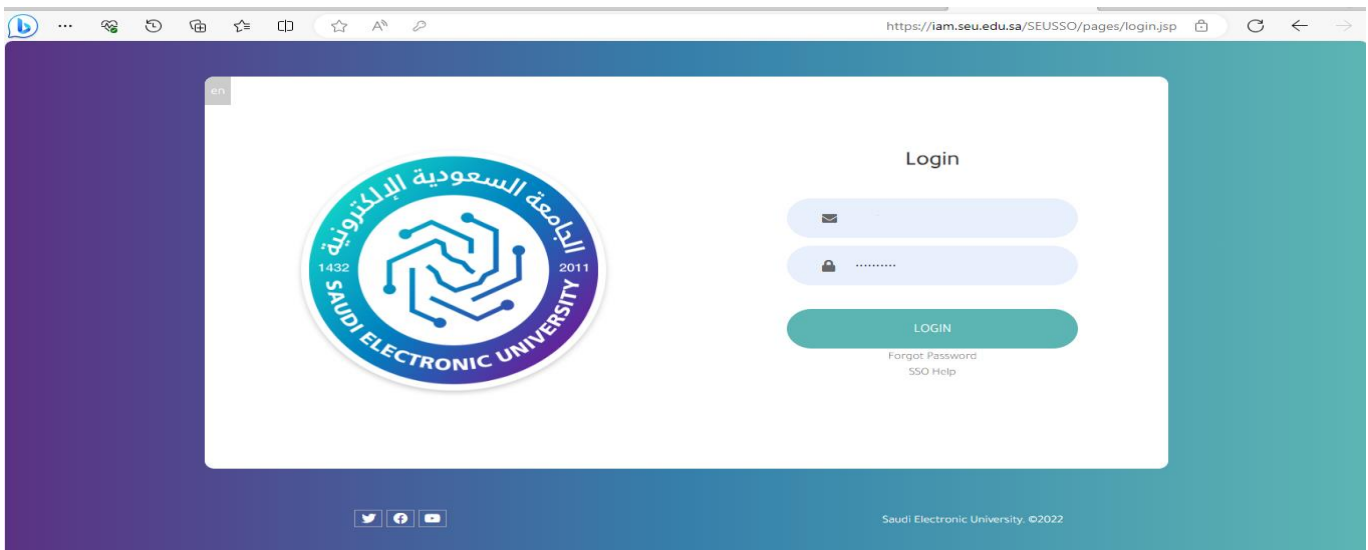 https://iam.seu.edu.sa/SEUSSO/pages/login.jsp
en
الجامعة السعودية الإلكترونية
1432
2011
SAUDI ELECTRONIC UNIVERSITY
Login
..........
LOGIN
Forgot Password
SSO Help
Saudi Electronic University. ©2022